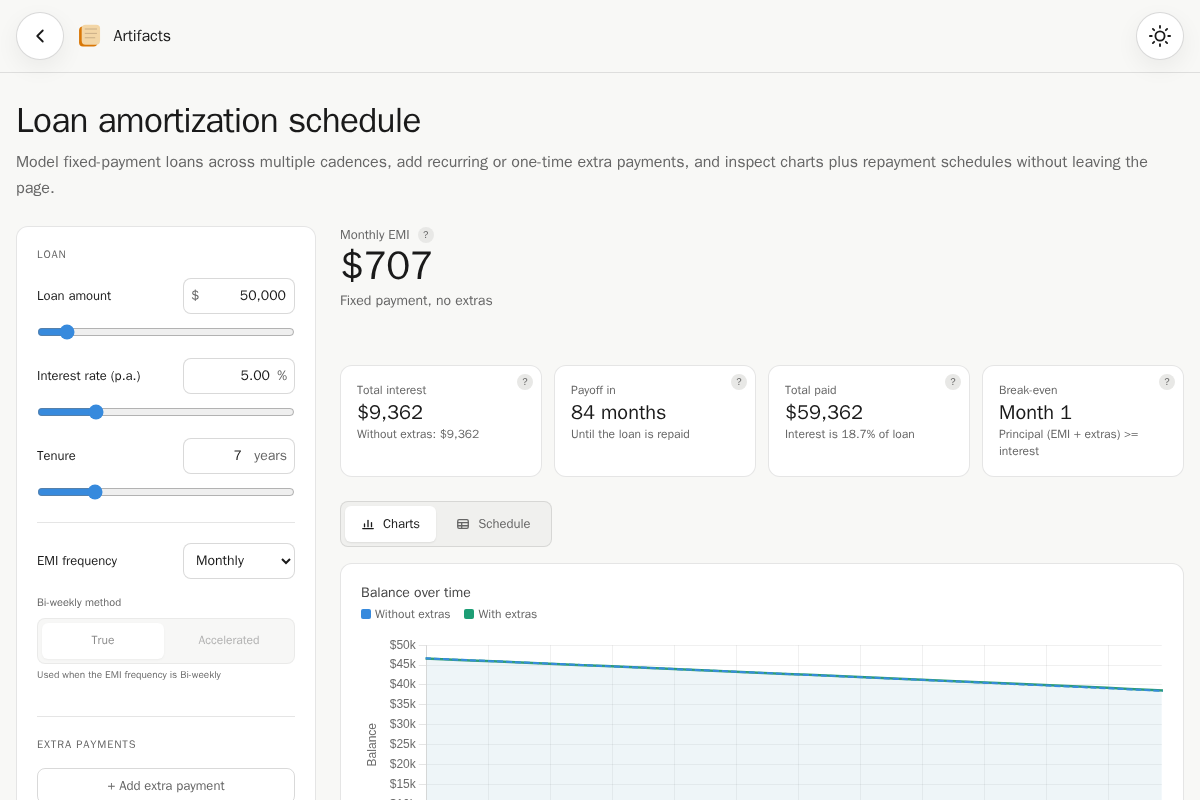 Artifacts
Loan amortization schedule
Model fixed-payment loans across multiple cadences, add recurring or one-time extra payments, and inspect charts plus repayment schedules without leaving the
page.
LOAN
Loan amount
$ 50,000
Interest rate (p.a.)
5.00 %
Tenure
7 years
EMI frequency
Monthly
Bi-weekly method
True
Accelerated
Used when the EMI frequency is Bi-weekly
EXTRA PAYMENTS
+ Add extra payment
Monthly EMI ?
$707
Fixed payment, no extras
Total interest ?
$9,362
Without extras: $9,362
Payoff in ?
84 months
Until the loan is repaid
Total paid ?
$59,362
Interest is 18.7% of loan
Break-even ?
Month 1
Principal (EMI + extras) >=
interest
Charts
Schedule
Balance over time
Without extras
With extras
Balance
$50k
$45k
$40k
$35k
$30k
$25k
$20k
$15k